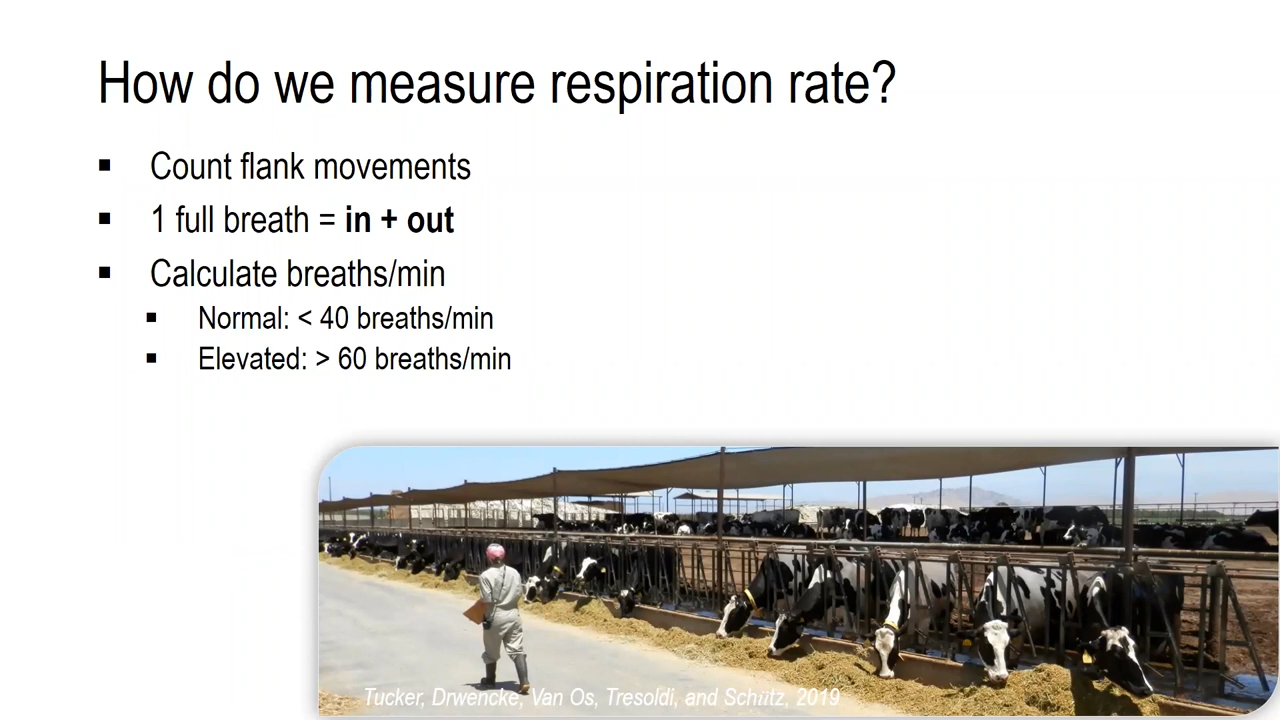 How do we measure respiration rate?
▪ Count flank movements
▪ 1 full breath = in + out
▪ Calculate breaths/min
▪ Normal: < 40 breaths/min
▪ Elevated: > 60 breaths/min
Tucker, Drwencke, Van Os, Tresoldi, and Schütz, 2019